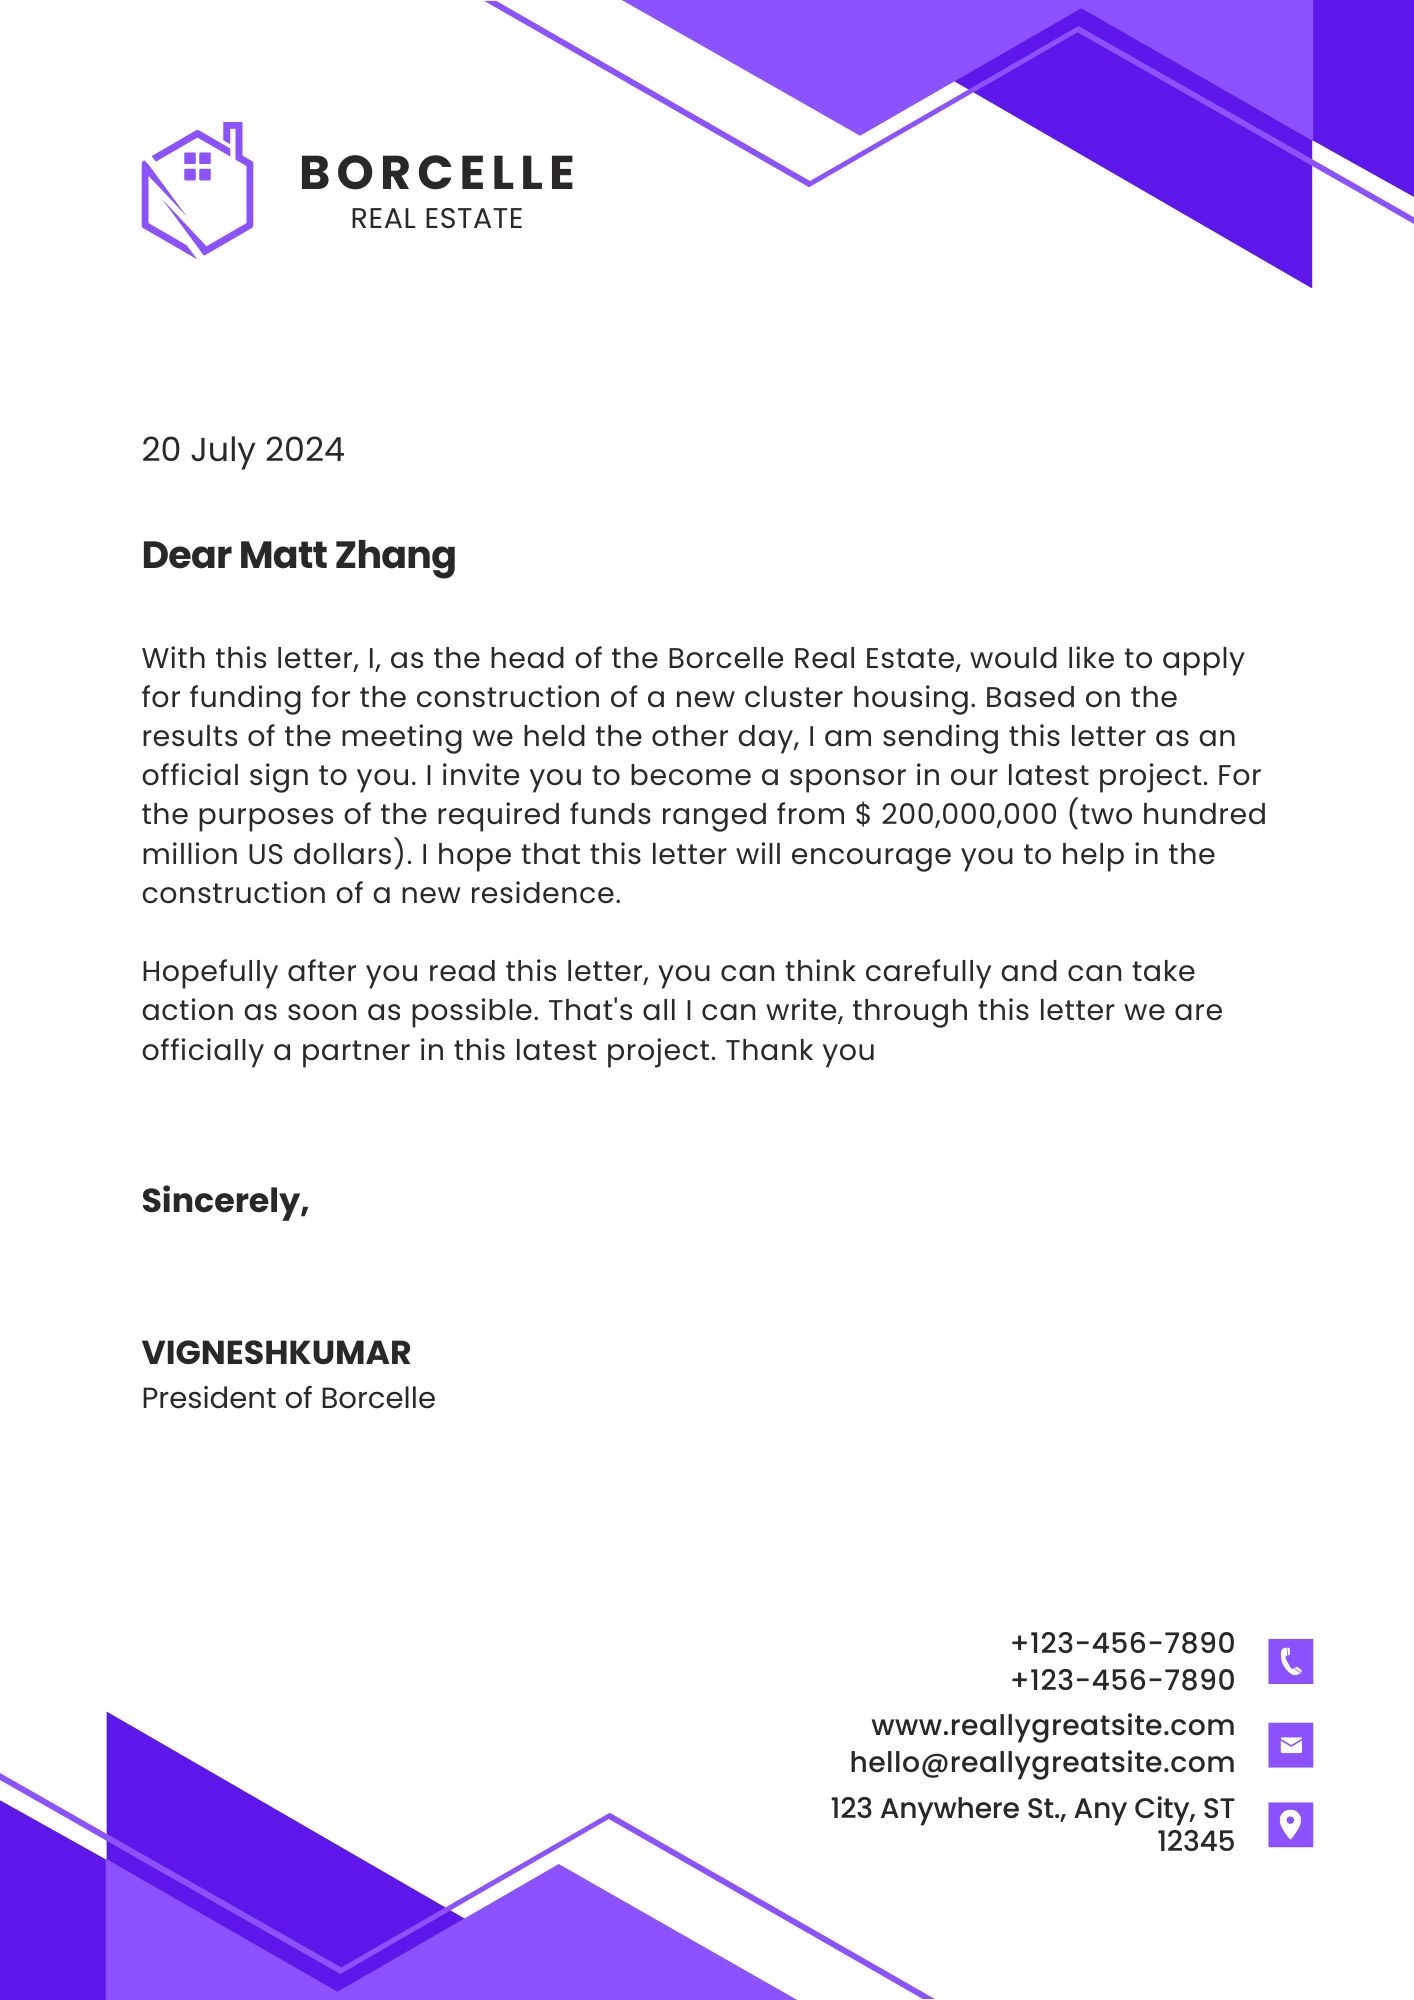 BORCELLE
REAL ESTATE
20 July 2024
Dear Matt Zhang
With this letter, I, as the head of the Borcelle Real Estate, would like to apply
for funding for the construction of a new cluster housing. Based on the
results of the meeting we held the other day, I am sending this letter as an
official sign to you. I invite you to become a sponsor in our latest project. For
the purposes of the required funds ranged from $ 200,000,000 (two hundred
million US dollars). I hope that this letter will encourage you to help in the
construction of a new residence.
Hopefully after you read this letter, you can think carefully and can take
action as soon as possible. That's all I can write, through this letter we are
officially a partner in this latest project. Thank you
Sincerely,
VIGNESHKUMAR
President of Borcelle
+123-456-7890
+123-456-7890
www.reallygreatsite.com
hello@reallygreatsite.com
123 Anywhere St., Any City, ST
12345